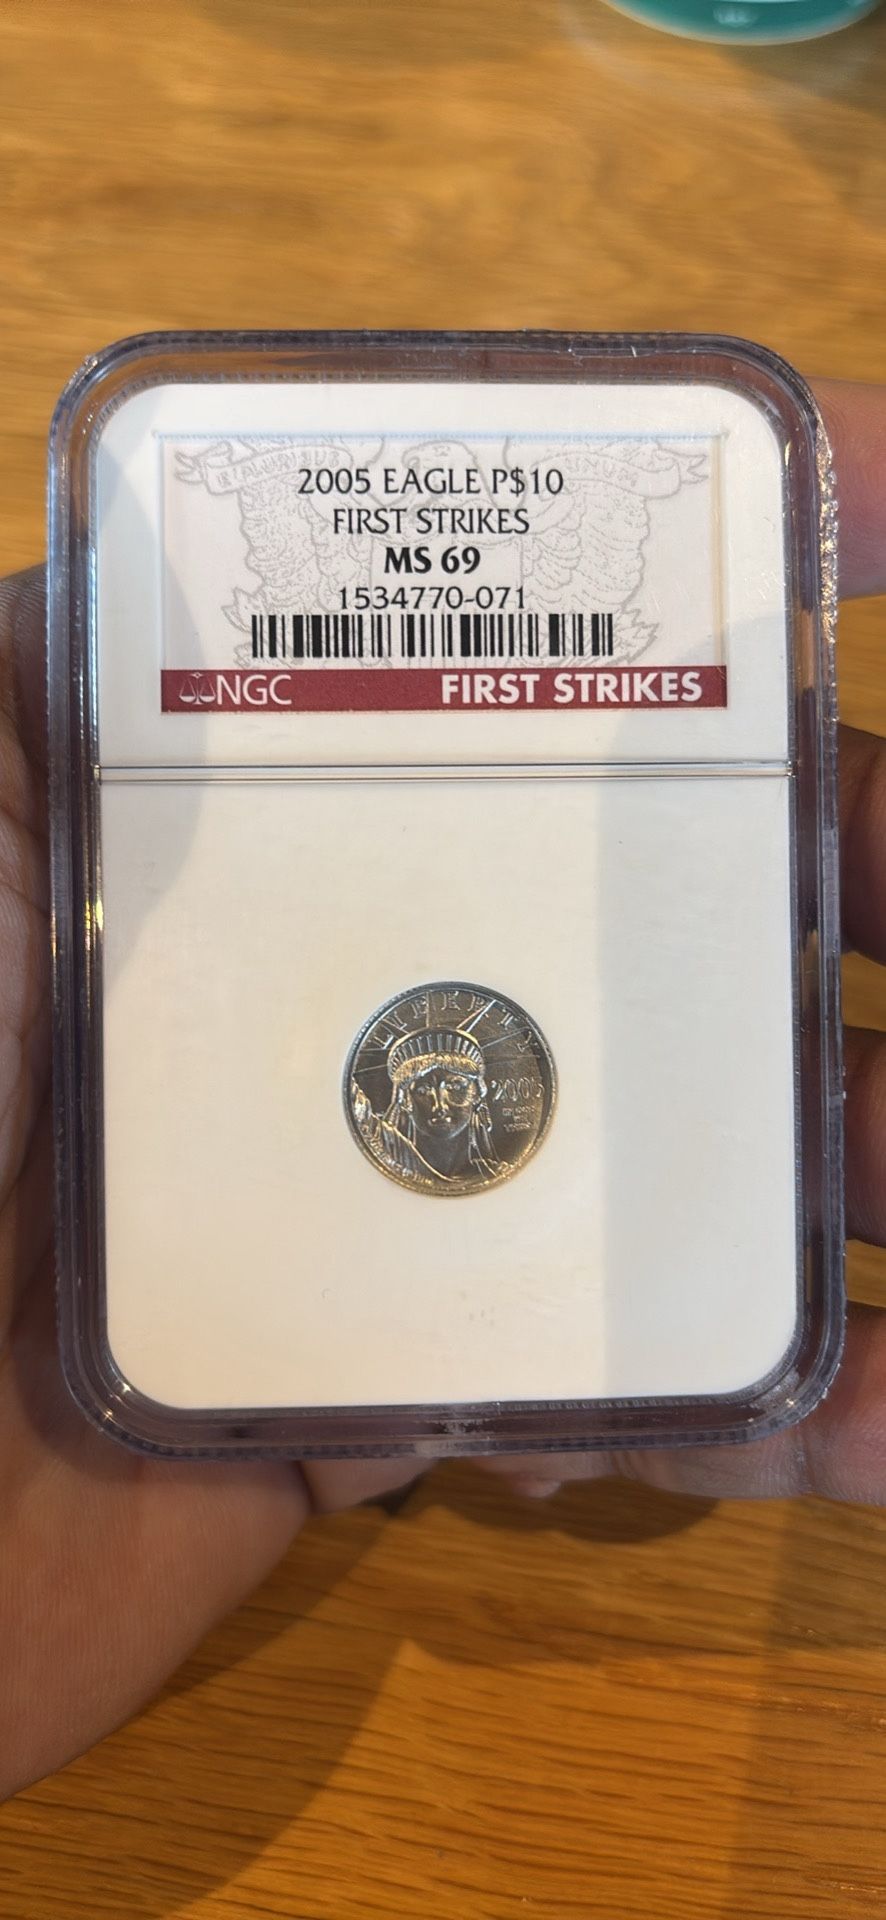 2005 EAGLE P$10
FIRST STRIKES
MS 69
1534770-071
NGC FIRST STRIKES
LIBERTY
2005